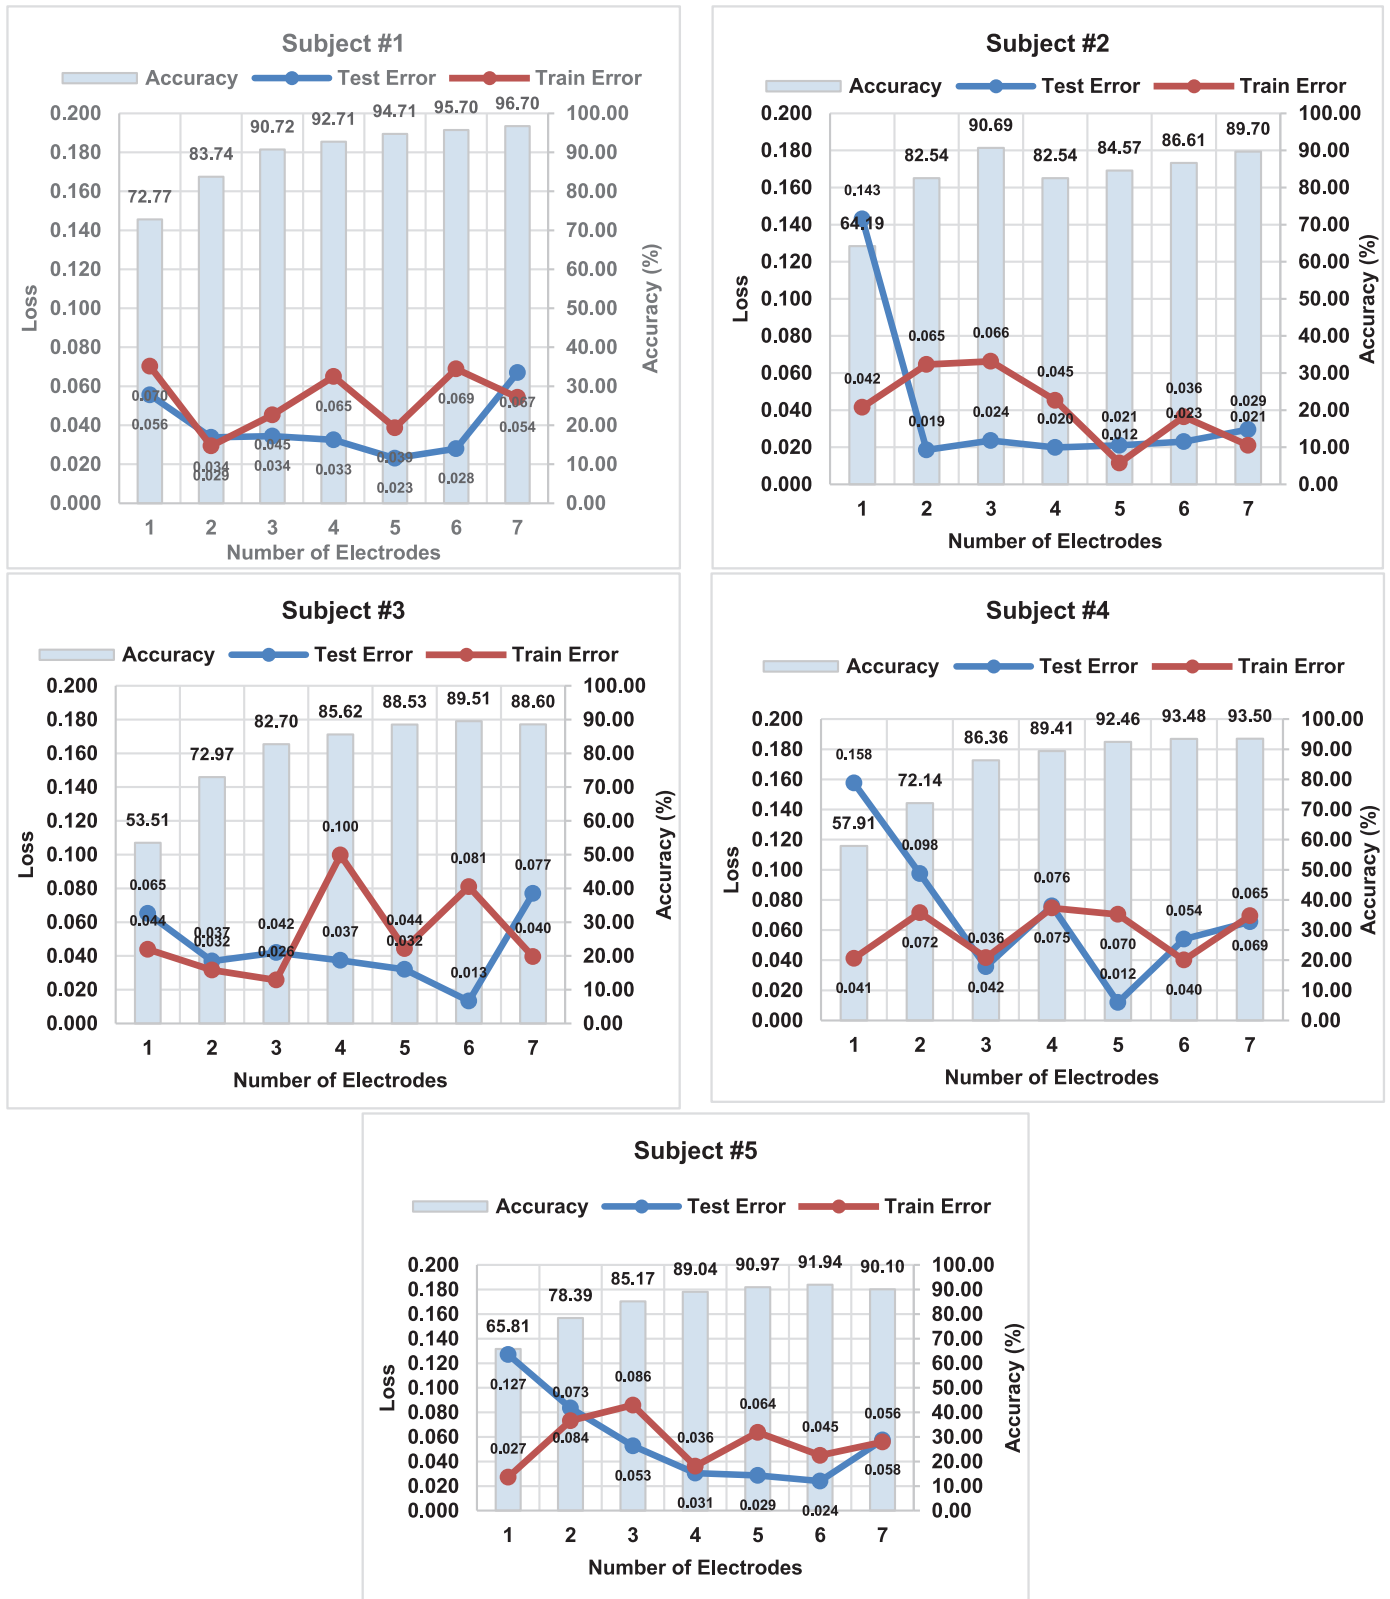 Subject #1
Accuracy Test Error Train Error
0.200 0.180 0.160 0.140 0.120 0.100 0.080 0.060 0.040 0.020 0.000
Loss
72.77 83.74 90.72 92.71 94.71 95.70 96.70
0.070 0.029 0.045 0.065 0.039 0.069 0.054
0.056 0.034 0.034 0.033 0.023 0.028 0.067
100.00 90.00 80.00 70.00 60.00 50.00 40.00 30.00 20.00 10.00 0.00
Accuracy (%)
1 2 3 4 5 6 7
Number of Electrodes
Subject #2
Accuracy Test Error Train Error
0.200 0.180 0.160 0.140 0.120 0.100 0.080 0.060 0.040 0.020 0.000
Loss
64.19 82.54 90.69 82.54 84.57 86.61 89.70
0.143 0.019 0.024 0.020 0.021 0.023 0.029
0.042 0.065 0.066 0.045 0.012 0.036 0.021
100.00 90.00 80.00 70.00 60.00 50.00 40.00 30.00 20.00 10.00 0.00
Accuracy (%)
1 2 3 4 5 6 7
Number of Electrodes
Subject #3
Accuracy Test Error Train Error
0.200 0.180 0.160 0.140 0.120 0.100 0.080 0.060 0.040 0.020 0.000
Loss
53.51 72.97 82.70 85.62 88.53 89.51 88.60
0.065 0.037 0.042 0.037 0.032 0.013 0.077
0.044 0.032 0.026 0.100 0.044 0.081 0.040
100.00 90.00 80.00 70.00 60.00 50.00 40.00 30.00 20.00 10.00 0.00
Accuracy (%)
1 2 3 4 5 6 7
Number of Electrodes
Subject #4
Accuracy Test Error Train Error
0.200 0.180 0.160 0.140 0.120 0.100 0.080 0.060 0.040 0.020 0.000
Loss
57.91 72.14 86.36 89.41 92.46 93.48 93.50
0.158 0.098 0.036 0.076 0.012 0.054 0.065
0.041 0.072 0.042 0.075 0.070 0.040 0.069
100.00 90.00 80.00 70.00 60.00 50.00 40.00 30.00 20.00 10.00 0.00
Accuracy (%)
1 2 3 4 5 6 7
Number of Electrodes
Subject #5
Accuracy Test Error Train Error
0.200 0.180 0.160 0.140 0.120 0.100 0.080 0.060 0.040 0.020 0.000
Loss
65.81 78.39 85.17 89.04 90.97 91.94 90.10
0.127 0.084 0.053 0.031 0.029 0.024 0.058
0.027 0.073 0.086 0.036 0.064 0.045 0.056
100.00 90.00 80.00 70.00 60.00 50.00 40.00 30.00 20.00 10.00 0.00
Accuracy (%)
1 2 3 4 5 6 7
Number of Electrodes